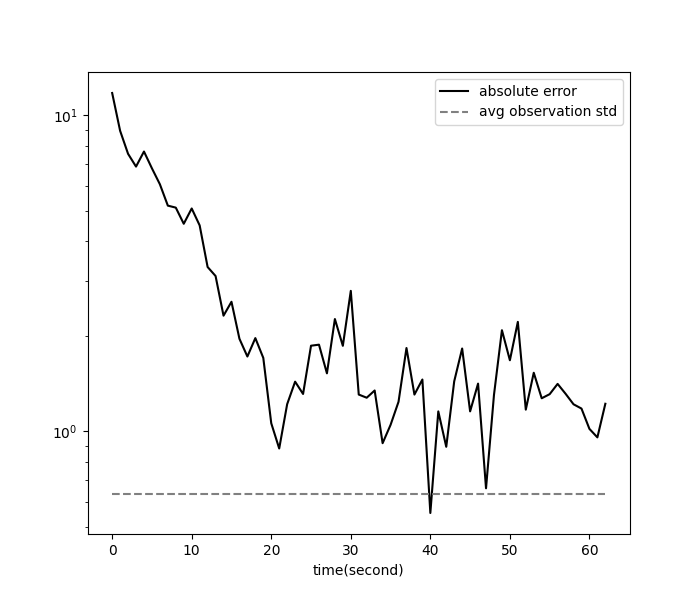 absolute error
avg observation std
10¹
10⁰
0 10 20 30 40 50 60
time(second)